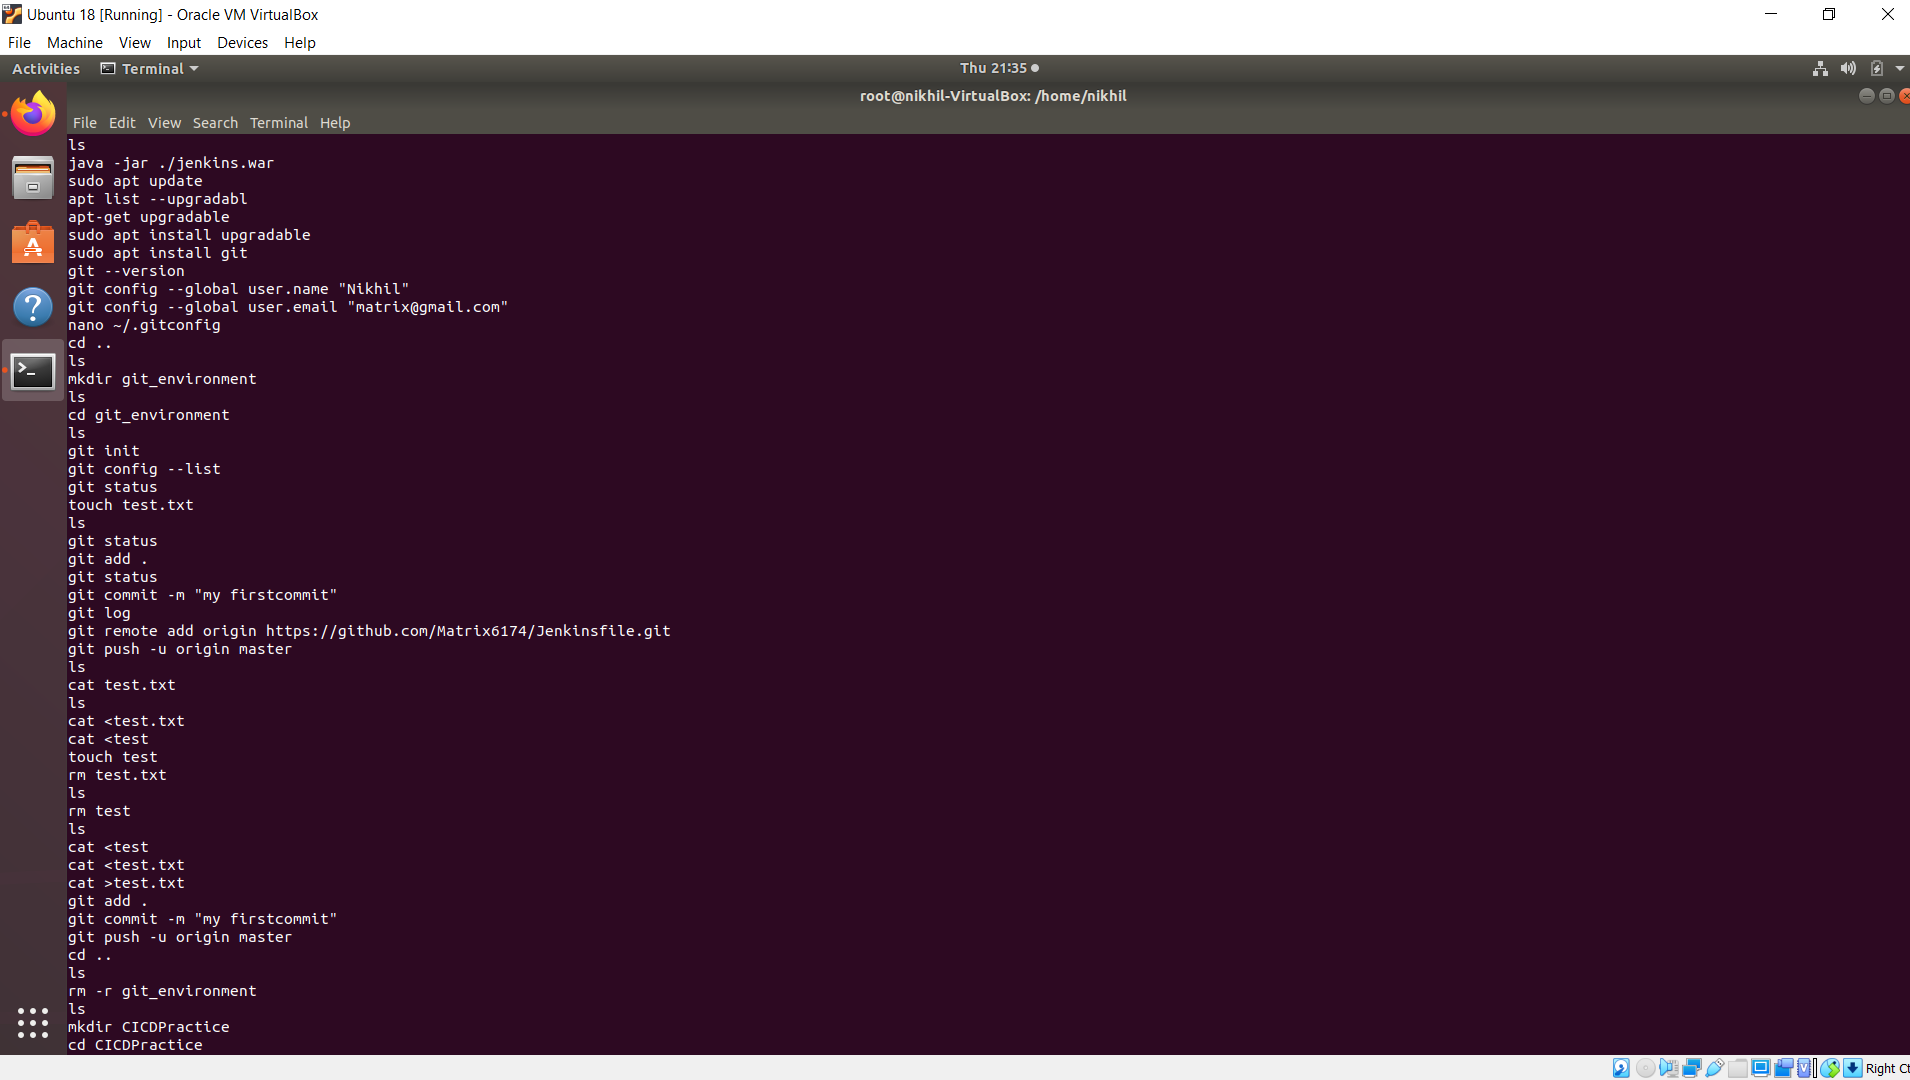 Ubuntu 18 [Running] - Oracle VM VirtualBox
File Machine View Input Devices Help
Activities Terminal Thu 21:35
root@nikhil-VirtualBox: /home/nikhil
File Edit View Search Terminal Help
ls
java -jar ./jenkins.war
sudo apt update
apt list --upgradabl
apt-get upgradable
sudo apt install upgradable
sudo apt install git
git --version
git config --global user.name "Nikhil"
git config --global user.email "matrix@gmail.com"
nano ~/.gitconfig
cd ..
ls
mkdir git_environment
ls
cd git_environment
ls
git init
git config --list
git status
touch test.txt
ls
git status
git add .
git status
git commit -m "my firstcommit"
git log
git remote add origin https://github.com/Matrix6174/Jenkinsfile.git
git push -u origin master
ls
cat test.txt
ls
cat <test.txt
cat <test
touch test
rm test.txt
ls
rm test
ls
cat <test
cat <test.txt
cat >test.txt
git add .
git commit -m "my firstcommit"
git push -u origin master
cd ..
ls
rm -r git_environment
ls
mkdir CICDPractice
cd CICDPractice
Right Ct